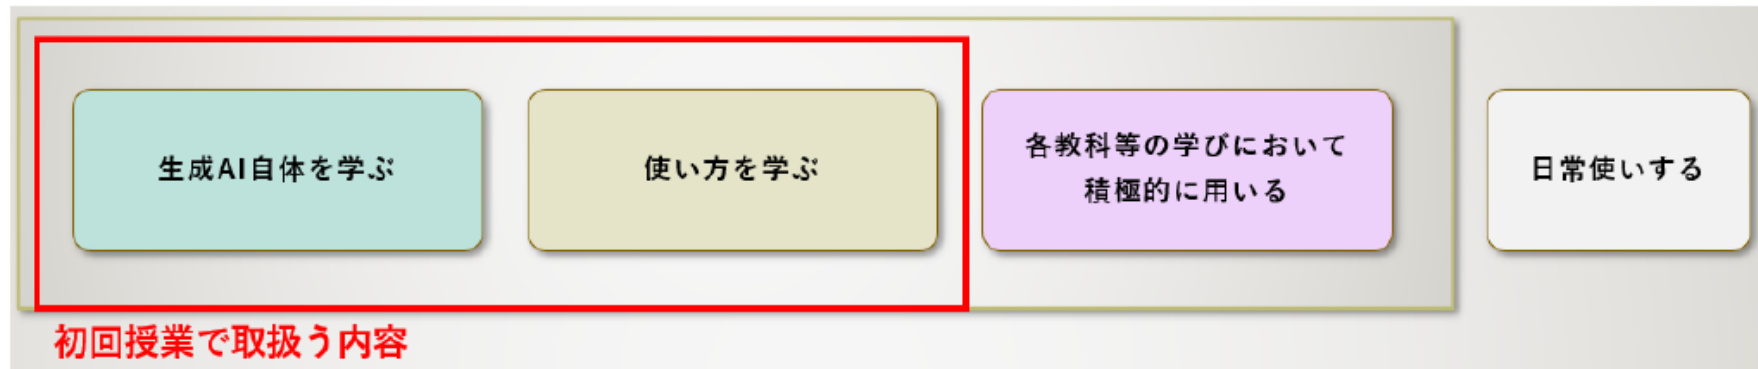 生成AI自体を学ぶ
使い方を学ぶ
各教科等の学びにおいて
積極的に用いる
日常使いする
初回授業で取扱う内容